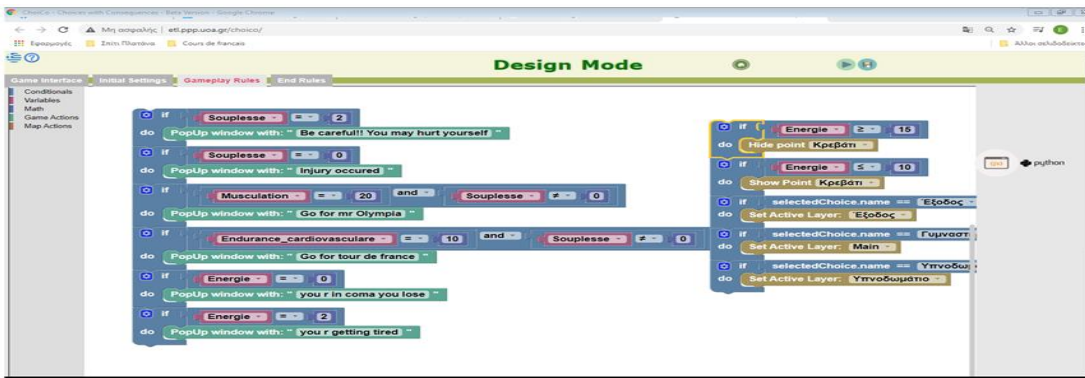 ChoiCo - Choices with Consequences - Beta Version - Google Chrome
Μη ασφαλής | etl.ppp.uoa.gr/choico/
Εφαρμογές Σπίτι Πλατάνια Cours de francais Άλλοι σελιδοδείκτε
Design Mode
Game Interface Initial Settings Gameplay Rules End Rules
Conditionals
Variables
Math
Game Actions
Map Actions
if Souplesse = 2
do PopUp window with: " Be careful!! You may hurt yourself "
if Souplesse = 0
do PopUp window with: " Injury occured "
if Musculation = 20 and Souplesse ≠ 0
do PopUp window with: " Go for mr Olympia "
if Endurance_cardiovasculare = 10 and Souplesse ≠ 0
do PopUp window with: " Go for tour de france "
if Energie = 0
do PopUp window with: " you r in coma you lose "
if Energie = 2
do PopUp window with: " you r getting tired "
if Energie ≥ 15
do Hide point Κρεβάτι
if Energie ≤ 10
do Show Point Κρεβάτι
if selectedChoice.name == Έξοδος
do Set Active Layer: Έξοδος
if selectedChoice.name == Γυμναστ
do Set Active Layer: Main
if selectedChoice.name == Υπνοδω
do Set Active Layer: Υπνοδωμάτιο
python